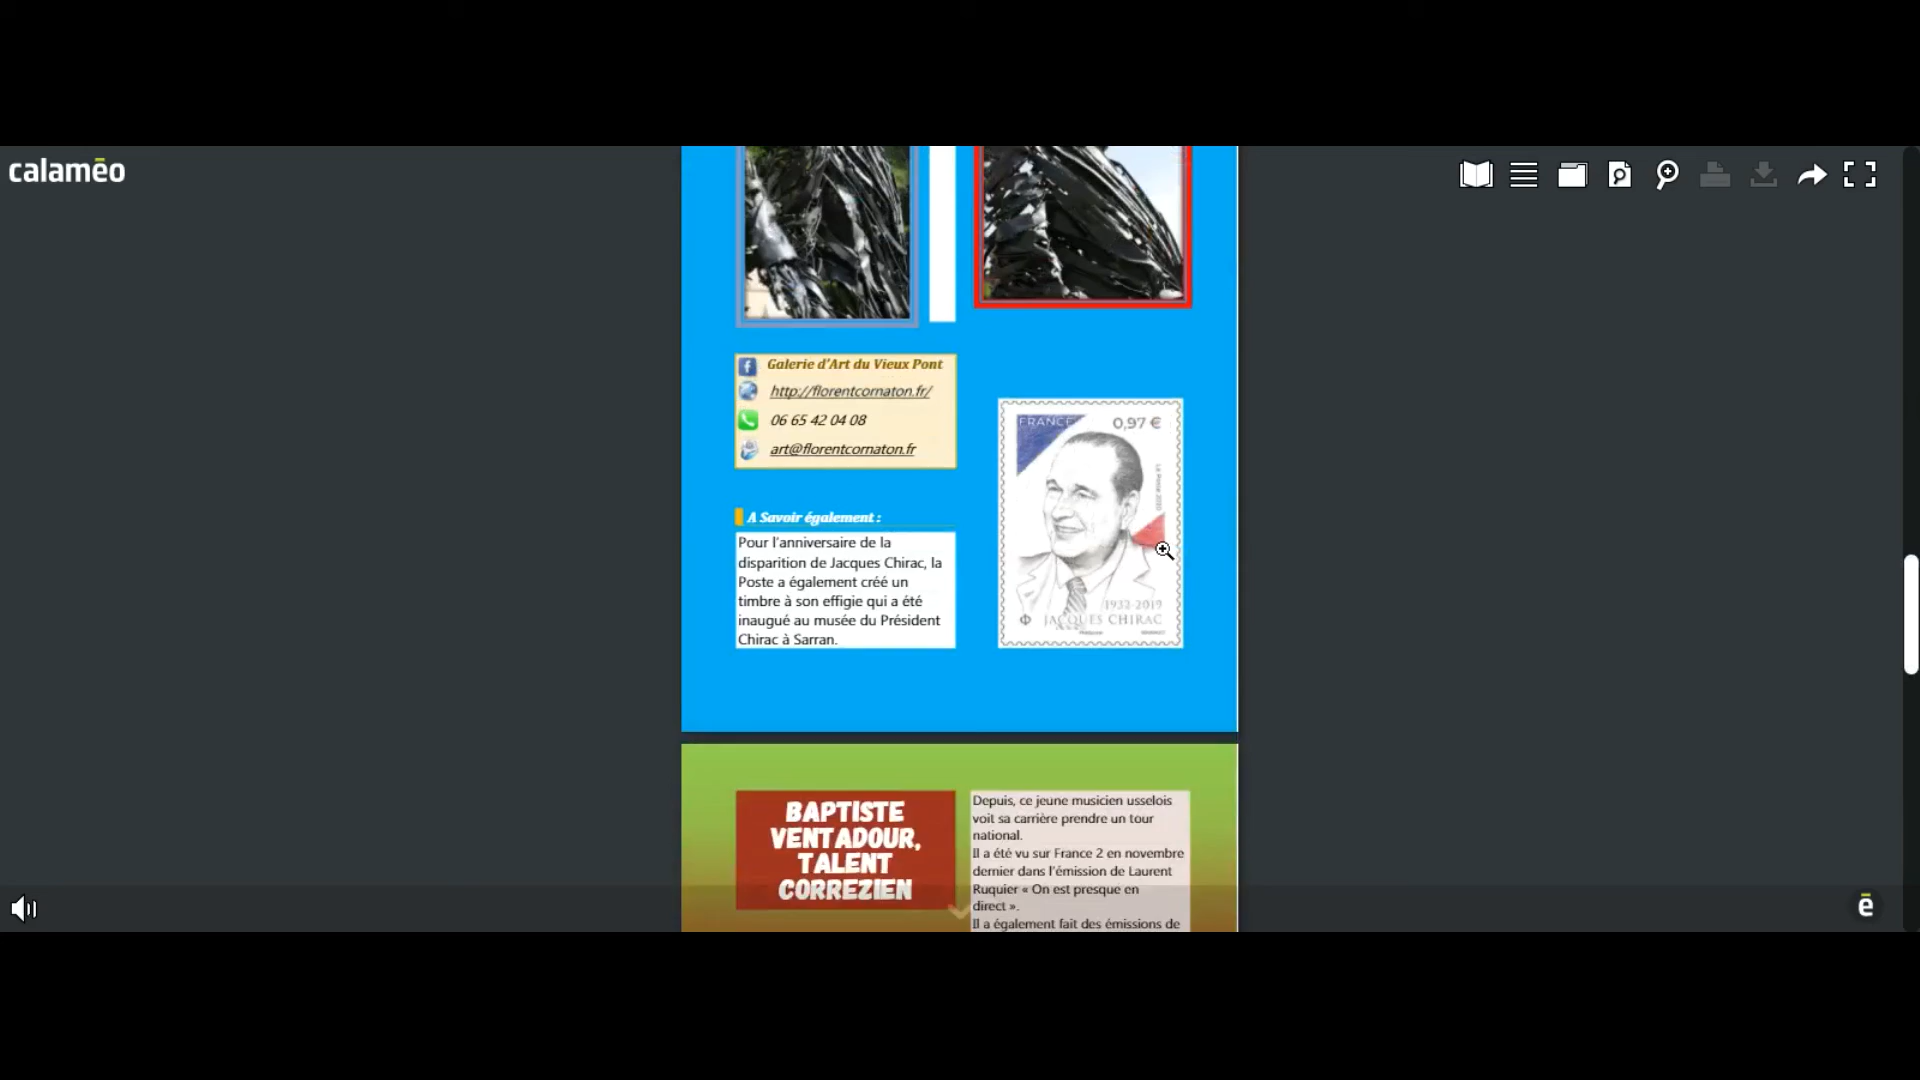 calaméo
Galerie d'Art du Vieux Pont
http://florentcornaton.fr/
06 65 42 04 08
art@florentcornaton.fr
FRANCE
0,97 €
La Poste 2020
1932-2019
JACQUES CHIRAC
A Savoir également :
Pour l'anniversaire de la
disparition de Jacques Chirac, la
Poste a également créé un
timbre à son effigie qui a été
inaugué au musée du Président
Chirac à Sarran.
BAPTISTE
VENTADOUR,
TALENT
CORREZIEN
Depuis, ce jeune musicien usselois
voit sa carrière prendre un tour
national.
Il a été vu sur France 2 en novembre
dernier dans l'émission de Laurent
Ruquier « On est presque en
direct ».
Il a également fait des émissions de